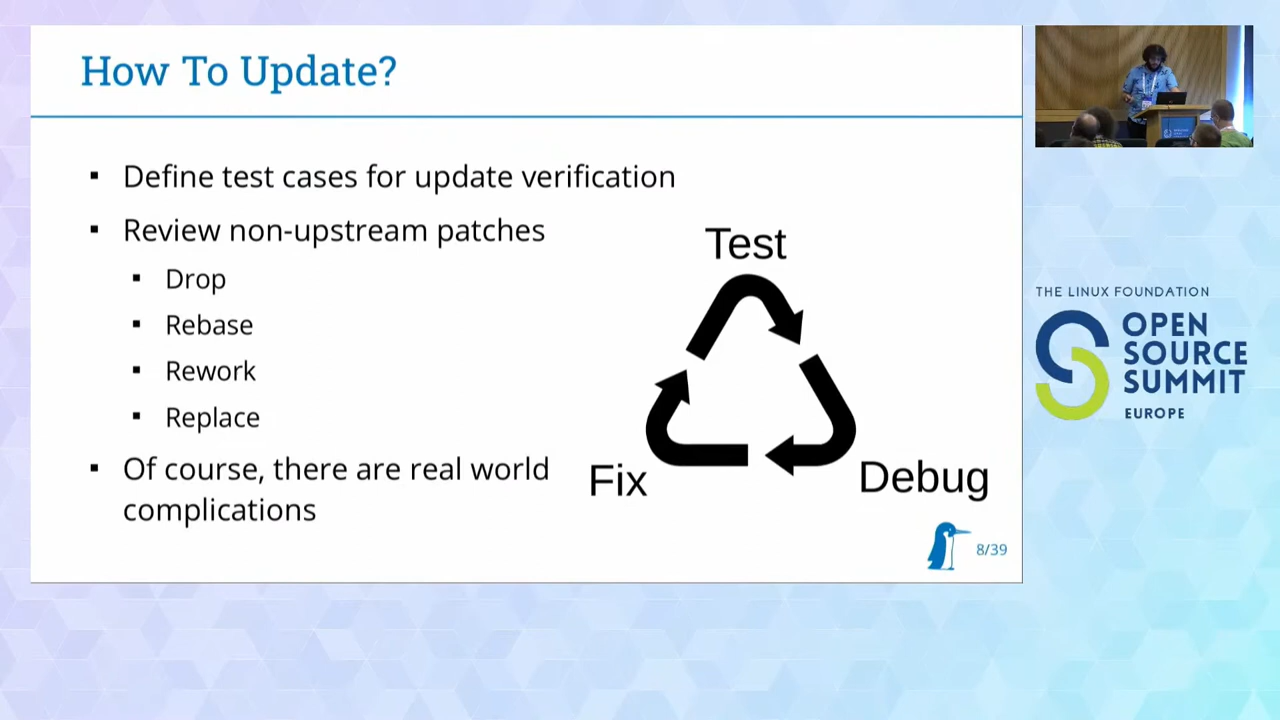 How To Update?
Define test cases for update verification
Review non-upstream patches
Drop
Rebase
Rework
Replace
Of course, there are real world
complications
Test
Debug
Fix
8/39
THE LINUX FOUNDATION
OPEN
SOURCE
SUMMIT
EUROPE